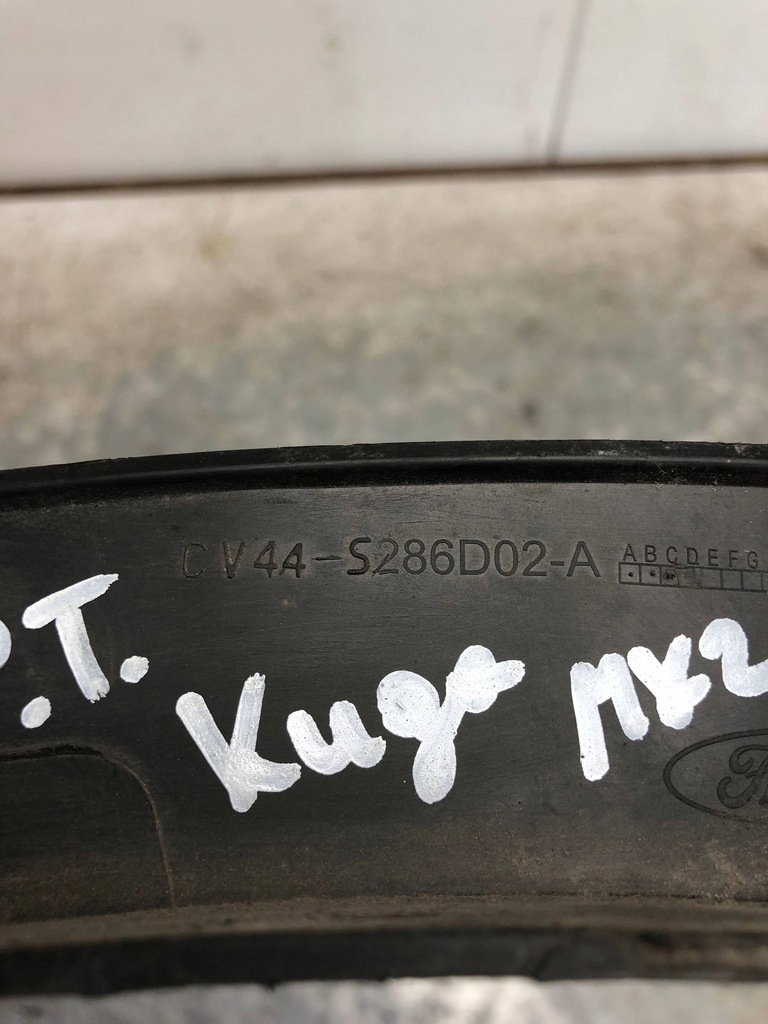 CV44-S286D02-A ABCDEFG
.T.
Kuga MK2